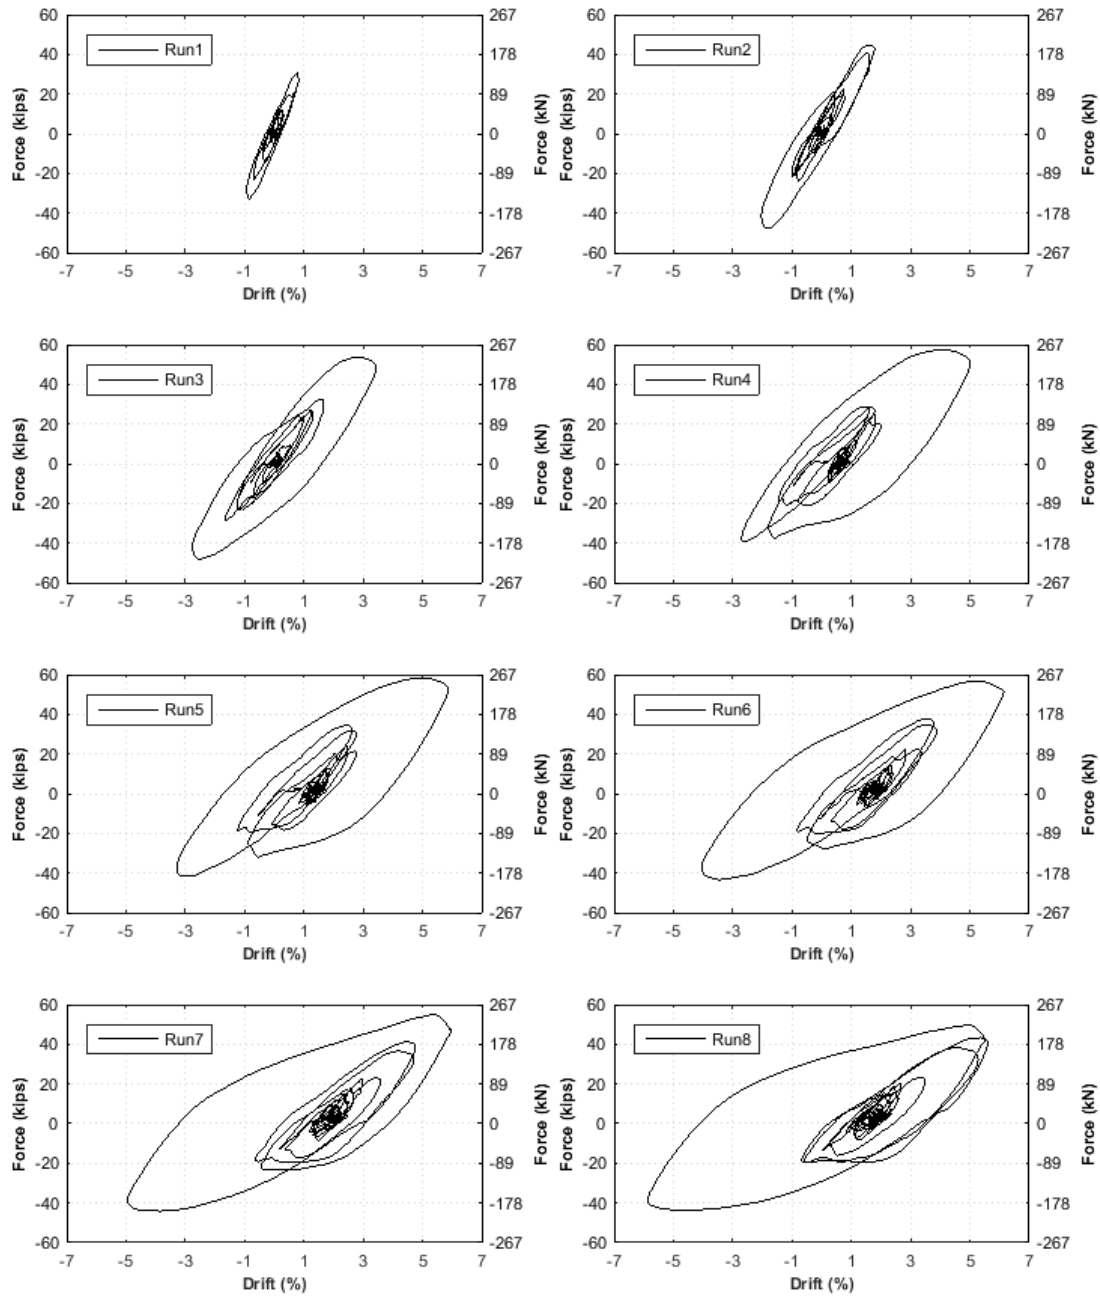 60 267
Run1
40 178
20 89
0 0
-20 -89
-40 -178
-60 -267
-7 -5 -3 -1 1 3 5 7
Drift (%)
Force (kips)
Force (kN)
60 267
Run2
40 178
20 89
0 0
-20 -89
-40 -178
-60 -267
-7 -5 -3 -1 1 3 5 7
Drift (%)
Force (kips)
Force (kN)
60 267
Run3
40 178
20 89
0 0
-20 -89
-40 -178
-60 -267
-7 -5 -3 -1 1 3 5 7
Drift (%)
Force (kips)
Force (kN)
60 267
Run4
40 178
20 89
0 0
-20 -89
-40 -178
-60 -267
-7 -5 -3 -1 1 3 5 7
Drift (%)
Force (kips)
Force (kN)
60 267
Run5
40 178
20 89
0 0
-20 -89
-40 -178
-60 -267
-7 -5 -3 -1 1 3 5 7
Drift (%)
Force (kips)
Force (kN)
60 267
Run6
40 178
20 89
0 0
-20 -89
-40 -178
-60 -267
-7 -5 -3 -1 1 3 5 7
Drift (%)
Force (kips)
Force (kN)
60 267
Run7
40 178
20 89
0 0
-20 -89
-40 -178
-60 -267
-7 -5 -3 -1 1 3 5 7
Drift (%)
Force (kips)
Force (kN)
60 267
Run8
40 178
20 89
0 0
-20 -89
-40 -178
-60 -267
-7 -5 -3 -1 1 3 5 7
Drift (%)
Force (kips)
Force (kN)